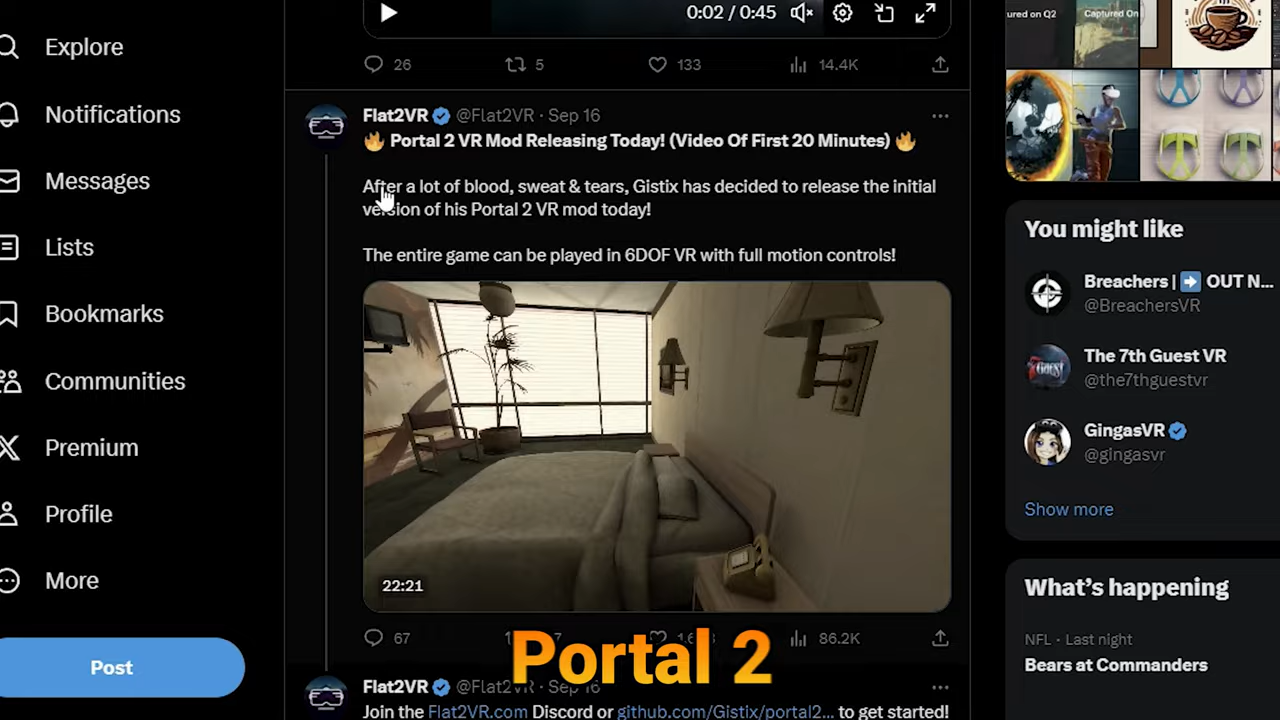 Explore
Notifications
Messages
Lists
Bookmarks
Communities
Premium
Profile
More
Post
0:02 / 0:45
26
5
133
14.4K
Flat2VR @Flat2VR · Sep 16
🔥 Portal 2 VR Mod Releasing Today! (Video Of First 20 Minutes) 🔥
After a lot of blood, sweat & tears, Gistix has decided to release the initial
version of his Portal 2 VR mod today!
The entire game can be played in 6DOF VR with full motion controls!
22:21
67
86.2K
Portal 2
Flat2VR @Flat2VR · Sep 16
Join the Flat2VR.com Discord or github.com/Gistix/portal2... to get started!
ured on Q2
Captured On
You might like
Breachers | ➡️ OUT N...
@BreachersVR
The 7th Guest VR
@the7thguestvr
GingasVR
@gingasvr
Show more
What's happening
NFL · Last night
Bears at Commanders